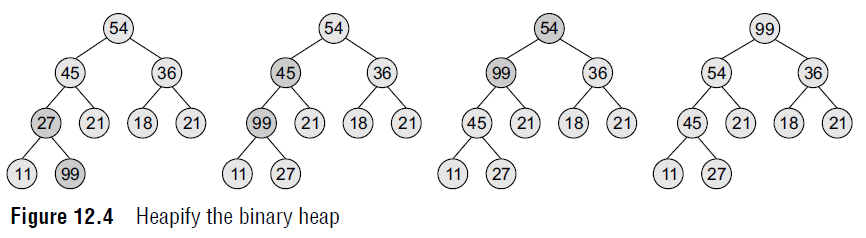 54 54 54 99
45 36 45 36 99 36 54 36
27 21 18 21 99 21 18 21 45 21 18 21 45 21 18 21
11 99 11 27 11 27 11 27
Figure 12.4 Heapify the binary heap